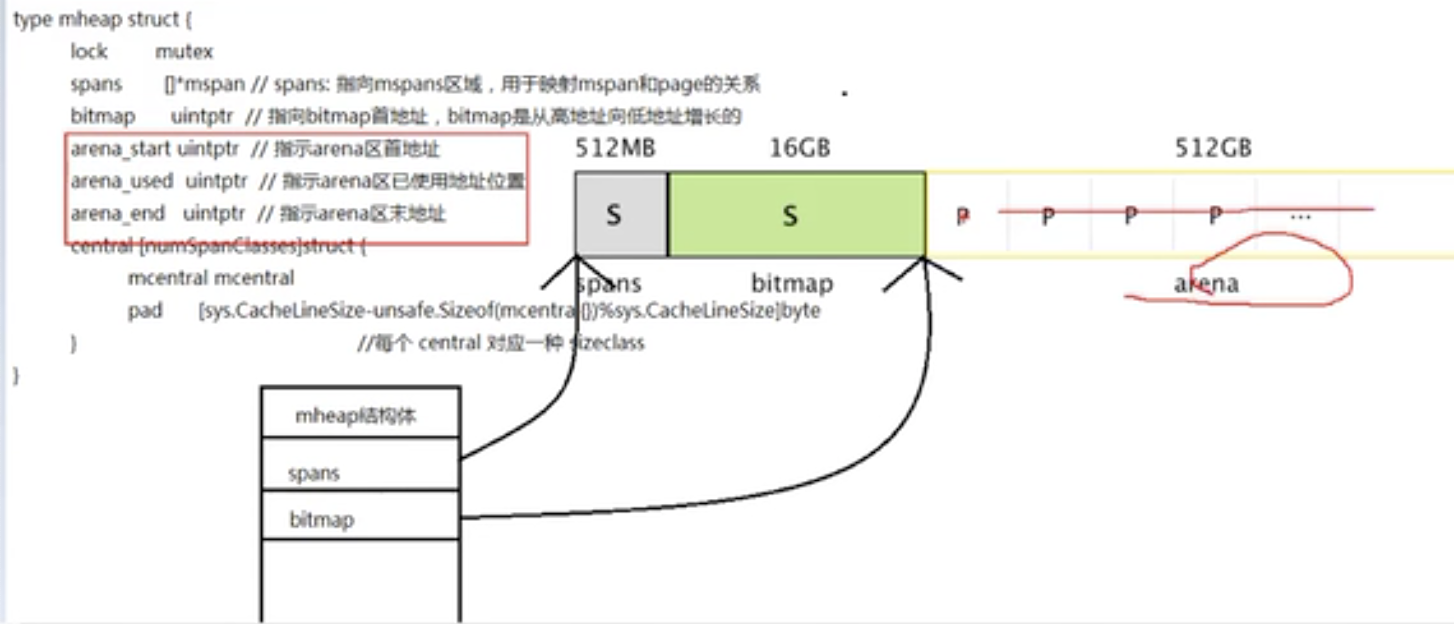 type mheap struct {
lock mutex
spans []*mspan // spans: 指向mspans区域，用于映射mspan和page的关系
bitmap uintptr // 指向bitmap首地址，bitmap是从高地址向低地址增长的
arena_start uintptr // 指示arena区首地址
arena_used uintptr // 指示arena区已使用地址位置
arena_end uintptr // 指示arena区末地址
central [numSpanClasses]struct {
mcentral mcentral
pad [sys.CacheLineSize-unsafe.Sizeof(mcentral{})%sys.CacheLineSize]byte
} //每个 central 对应一种 sizeclass
}
512MB 16GB 512GB
S S P P P P ...
spans bitmap arena
mheap结构体
spans
bitmap